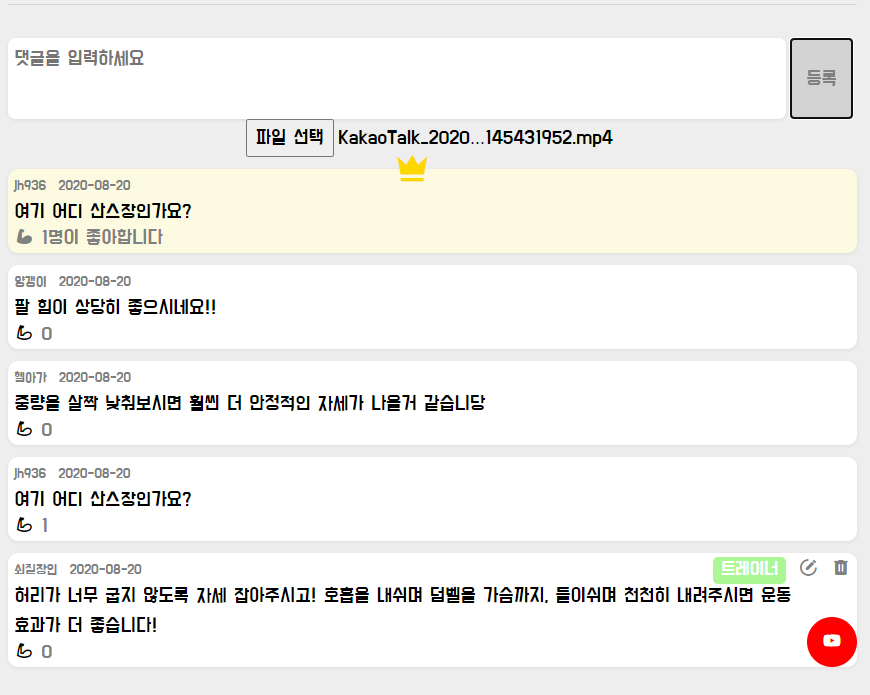 댓글을 입력하세요
등록
파일 선택 KakaoTalk_2020...145431952.mp4
jh936 2020-08-20
여기 어디 산스장인가요?
1명이 좋아합니다
양갱이 2020-08-20
팔 힘이 상당히 좋으시네요!!
0
헬아가 2020-08-20
중량을 살짝 낮춰보시면 훨씬 더 안정적인 자세가 나올거 같습니당
0
jh936 2020-08-20
여기 어디 산스장인가요?
1
쇠질장인 2020-08-20 트레이너
허리가 너무 굽지 않도록 자세 잡아주시고! 호흡을 내쉬며 덤벨을 가슴까지, 들이쉬며 천천히 내려주시면 운동
효과가 더 좋습니다!
0